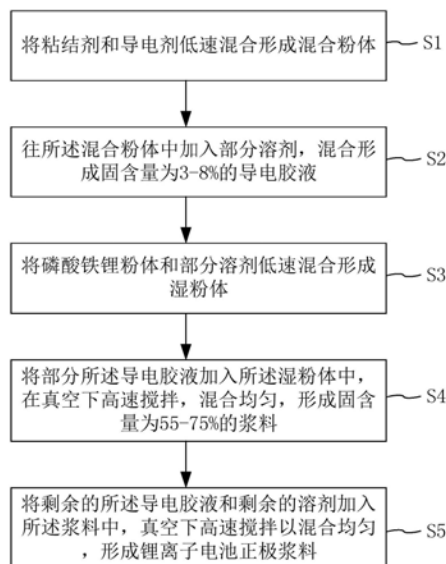 将粘结剂和导电剂低速混合形成混合粉体
S1
往所述混合粉体中加入部分溶剂，混合形
成固含量为3-8%的导电胶液
S2
将磷酸铁锂粉体和部分溶剂低速混合形成
湿粉体
S3
将部分所述导电胶液加入所述湿粉体中，
在真空下高速搅拌，混合均匀，形成固含
量为55-75%的浆料
S4
将剩余的所述导电胶液和剩余的溶剂加入
所述浆料中，真空下高速搅拌以混合均匀
，形成锂离子电池正极浆料
S5